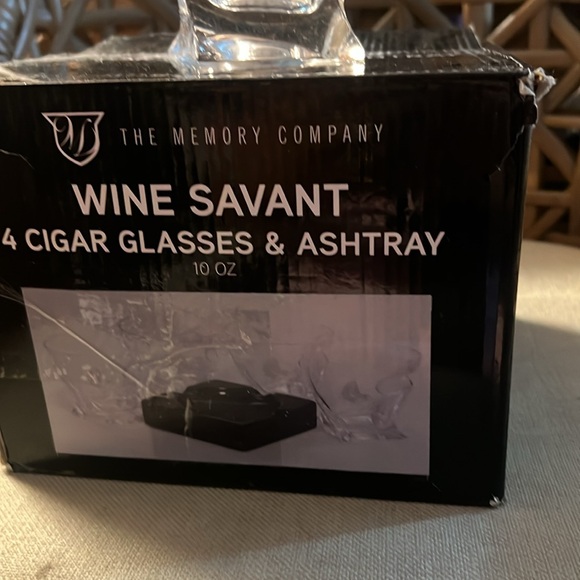 THE MEMORY COMPANY
WINE SAVANT
4 CIGAR GLASSES & ASHTRAY
10 OZ